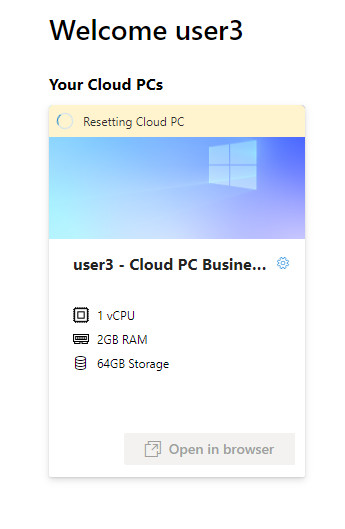 Welcome user3
Your Cloud PCs
Resetting Cloud PC
user3 - Cloud PC Busine...
1 vCPU
2GB RAM
64GB Storage
Open in browser